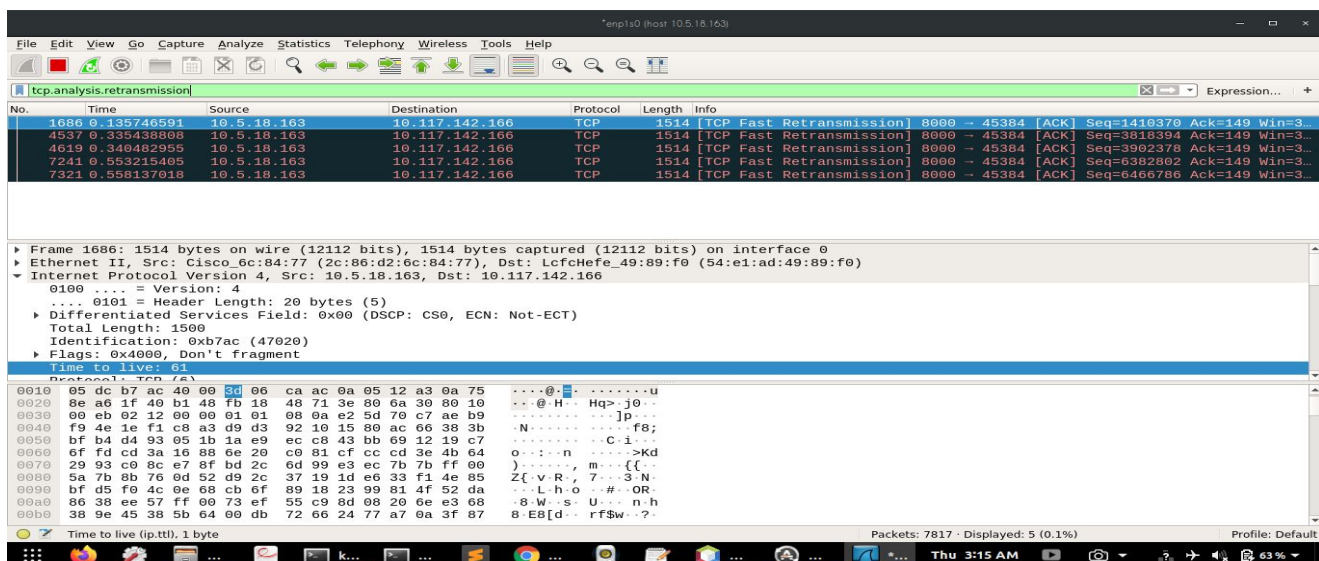 *enp1s0 (host 10.5.18.163)
File Edit View Go Capture Analyze Statistics Telephony Wireless Tools Help
tcp.analysis.retransmission Expression... +
No. Time Source Destination Protocol Length Info
1686 0.135746591 10.5.18.163 10.117.142.166 TCP 1514 [TCP Fast Retransmission] 8000 → 45384 [ACK] Seq=1410370 Ack=149 Win=3…
4537 0.335438808 10.5.18.163 10.117.142.166 TCP 1514 [TCP Fast Retransmission] 8000 → 45384 [ACK] Seq=3818394 Ack=149 Win=3…
4619 0.340482955 10.5.18.163 10.117.142.166 TCP 1514 [TCP Fast Retransmission] 8000 → 45384 [ACK] Seq=3902378 Ack=149 Win=3…
7241 0.553215405 10.5.18.163 10.117.142.166 TCP 1514 [TCP Fast Retransmission] 8000 → 45384 [ACK] Seq=6382802 Ack=149 Win=3…
7321 0.558137018 10.5.18.163 10.117.142.166 TCP 1514 [TCP Fast Retransmission] 8000 → 45384 [ACK] Seq=6466786 Ack=149 Win=3…
Frame 1686: 1514 bytes on wire (12112 bits), 1514 bytes captured (12112 bits) on interface 0
Ethernet II, Src: Cisco_6c:84:77 (2c:86:d2:6c:84:77), Dst: LcfcHefe_49:89:f0 (54:e1:ad:49:89:f0)
Internet Protocol Version 4, Src: 10.5.18.163, Dst: 10.117.142.166
0100 .... = Version: 4
.... 0101 = Header Length: 20 bytes (5)
Differentiated Services Field: 0x00 (DSCP: CS0, ECN: Not-ECT)
Total Length: 1500
Identification: 0xb7ac (47020)
Flags: 0x4000, Don't fragment
Time to live: 61
Protocol: TCP (6)
0010 05 dc b7 ac 40 00 3d 06 ca ac 0a 05 12 a3 0a 75 ····@·=· ·······u
0020 8e a6 1f 40 b1 48 fb 18 48 71 3e 80 6a 30 80 10 ···@·H·· Hq>·j0··
0030 00 eb 02 12 00 00 01 01 08 0a e2 5d 70 c7 ae b9 ········ ···]p···
0040 f9 4e 1e f1 c8 a3 d9 d3 92 10 15 80 ac 66 38 3b ·N······ ·····f8;
0050 bf b4 d4 93 05 1b 1a e9 ec c8 43 bb 69 12 19 c7 ········ ··C·i···
0060 6f fd cd 3a 16 88 6e 20 c0 81 cf cc cd 3e 4b 64 o··:··n ·····>Kd
0070 29 93 c0 8c e7 8f bd 2c 6d 99 e3 ec 7b 7b ff 00 )······, m···{{··
0080 5a 7b 8b 76 0d 52 d9 2c 37 19 1d e6 33 f1 4e 85 Z{·v·R·, 7···3·N·
0090 bf d5 f0 4c 0e 68 cb 6f 89 18 23 99 81 4f 52 da ···L·h·o ··#··OR·
00a0 86 38 ee 57 ff 00 73 ef 55 c9 8d 08 20 6e e3 68 ·8·W··s· U··· n·h
00b0 38 9e 45 38 5b 64 00 db 72 66 24 77 a7 0a 3f 87 8·E8[d·· rf$w··?·
Time to live (ip.ttl), 1 byte Packets: 7817 · Displayed: 5 (0.1%) Profile: Default
... k... ... ... ... ... *... Thu 3:15 AM 63 %